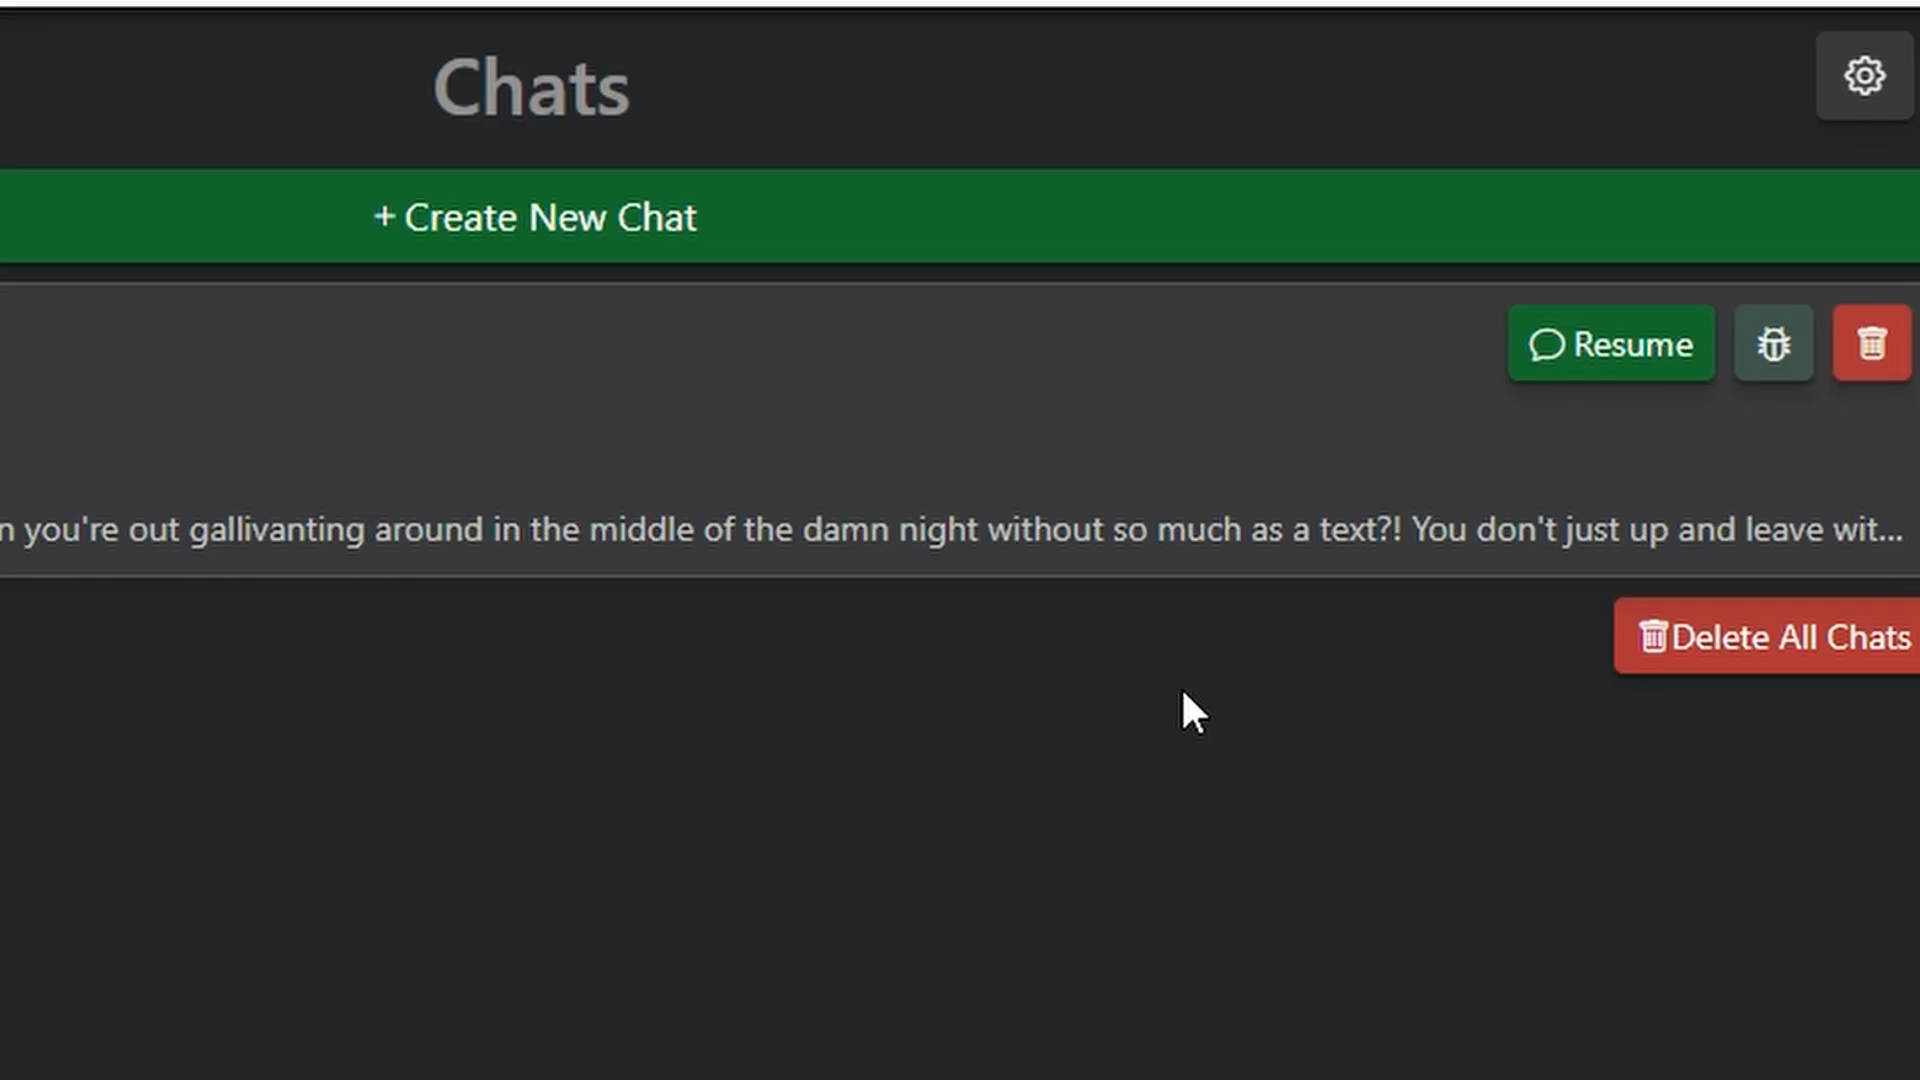 Chats
+ Create New Chat
Resume
you're out gallivanting around in the middle of the damn night without so much as a text?! You don't just up and leave wit...
Delete All Chats